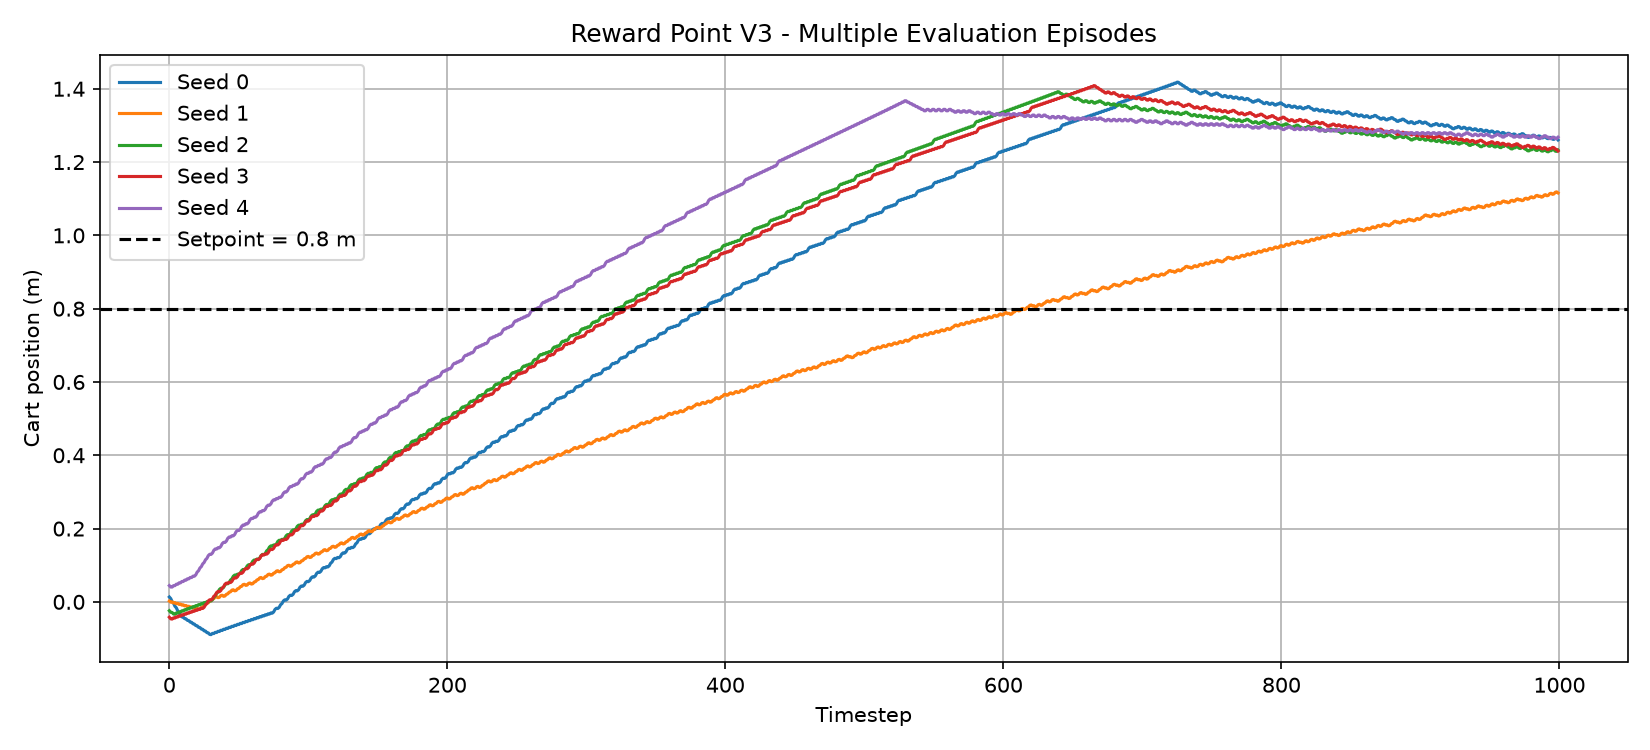 Reward Point V3 - Multiple Evaluation Episodes
Seed 0
Seed 1
Seed 2
Seed 3
Seed 4
Setpoint = 0.8 m
Cart position (m)
1.4
1.2
1.0
0.8
0.6
0.4
0.2
0.0
0 200 400 600 800 1000
Timestep